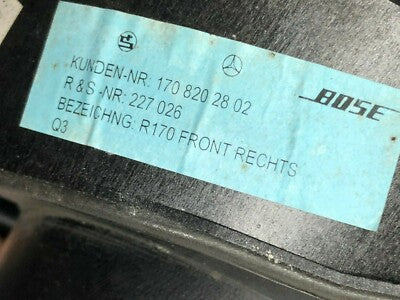 KUNDEN-NR. 170 820 28 02
R & S -NR: 227 026
BEZEICHNG: R170 FRONT RECHTS
Q3
BOSE